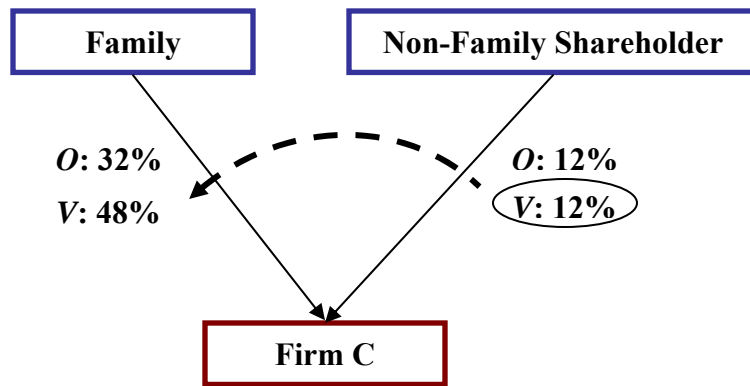 Family
Non-Family Shareholder
O: 32%
V: 48%
O: 12%
V: 12%
Firm C